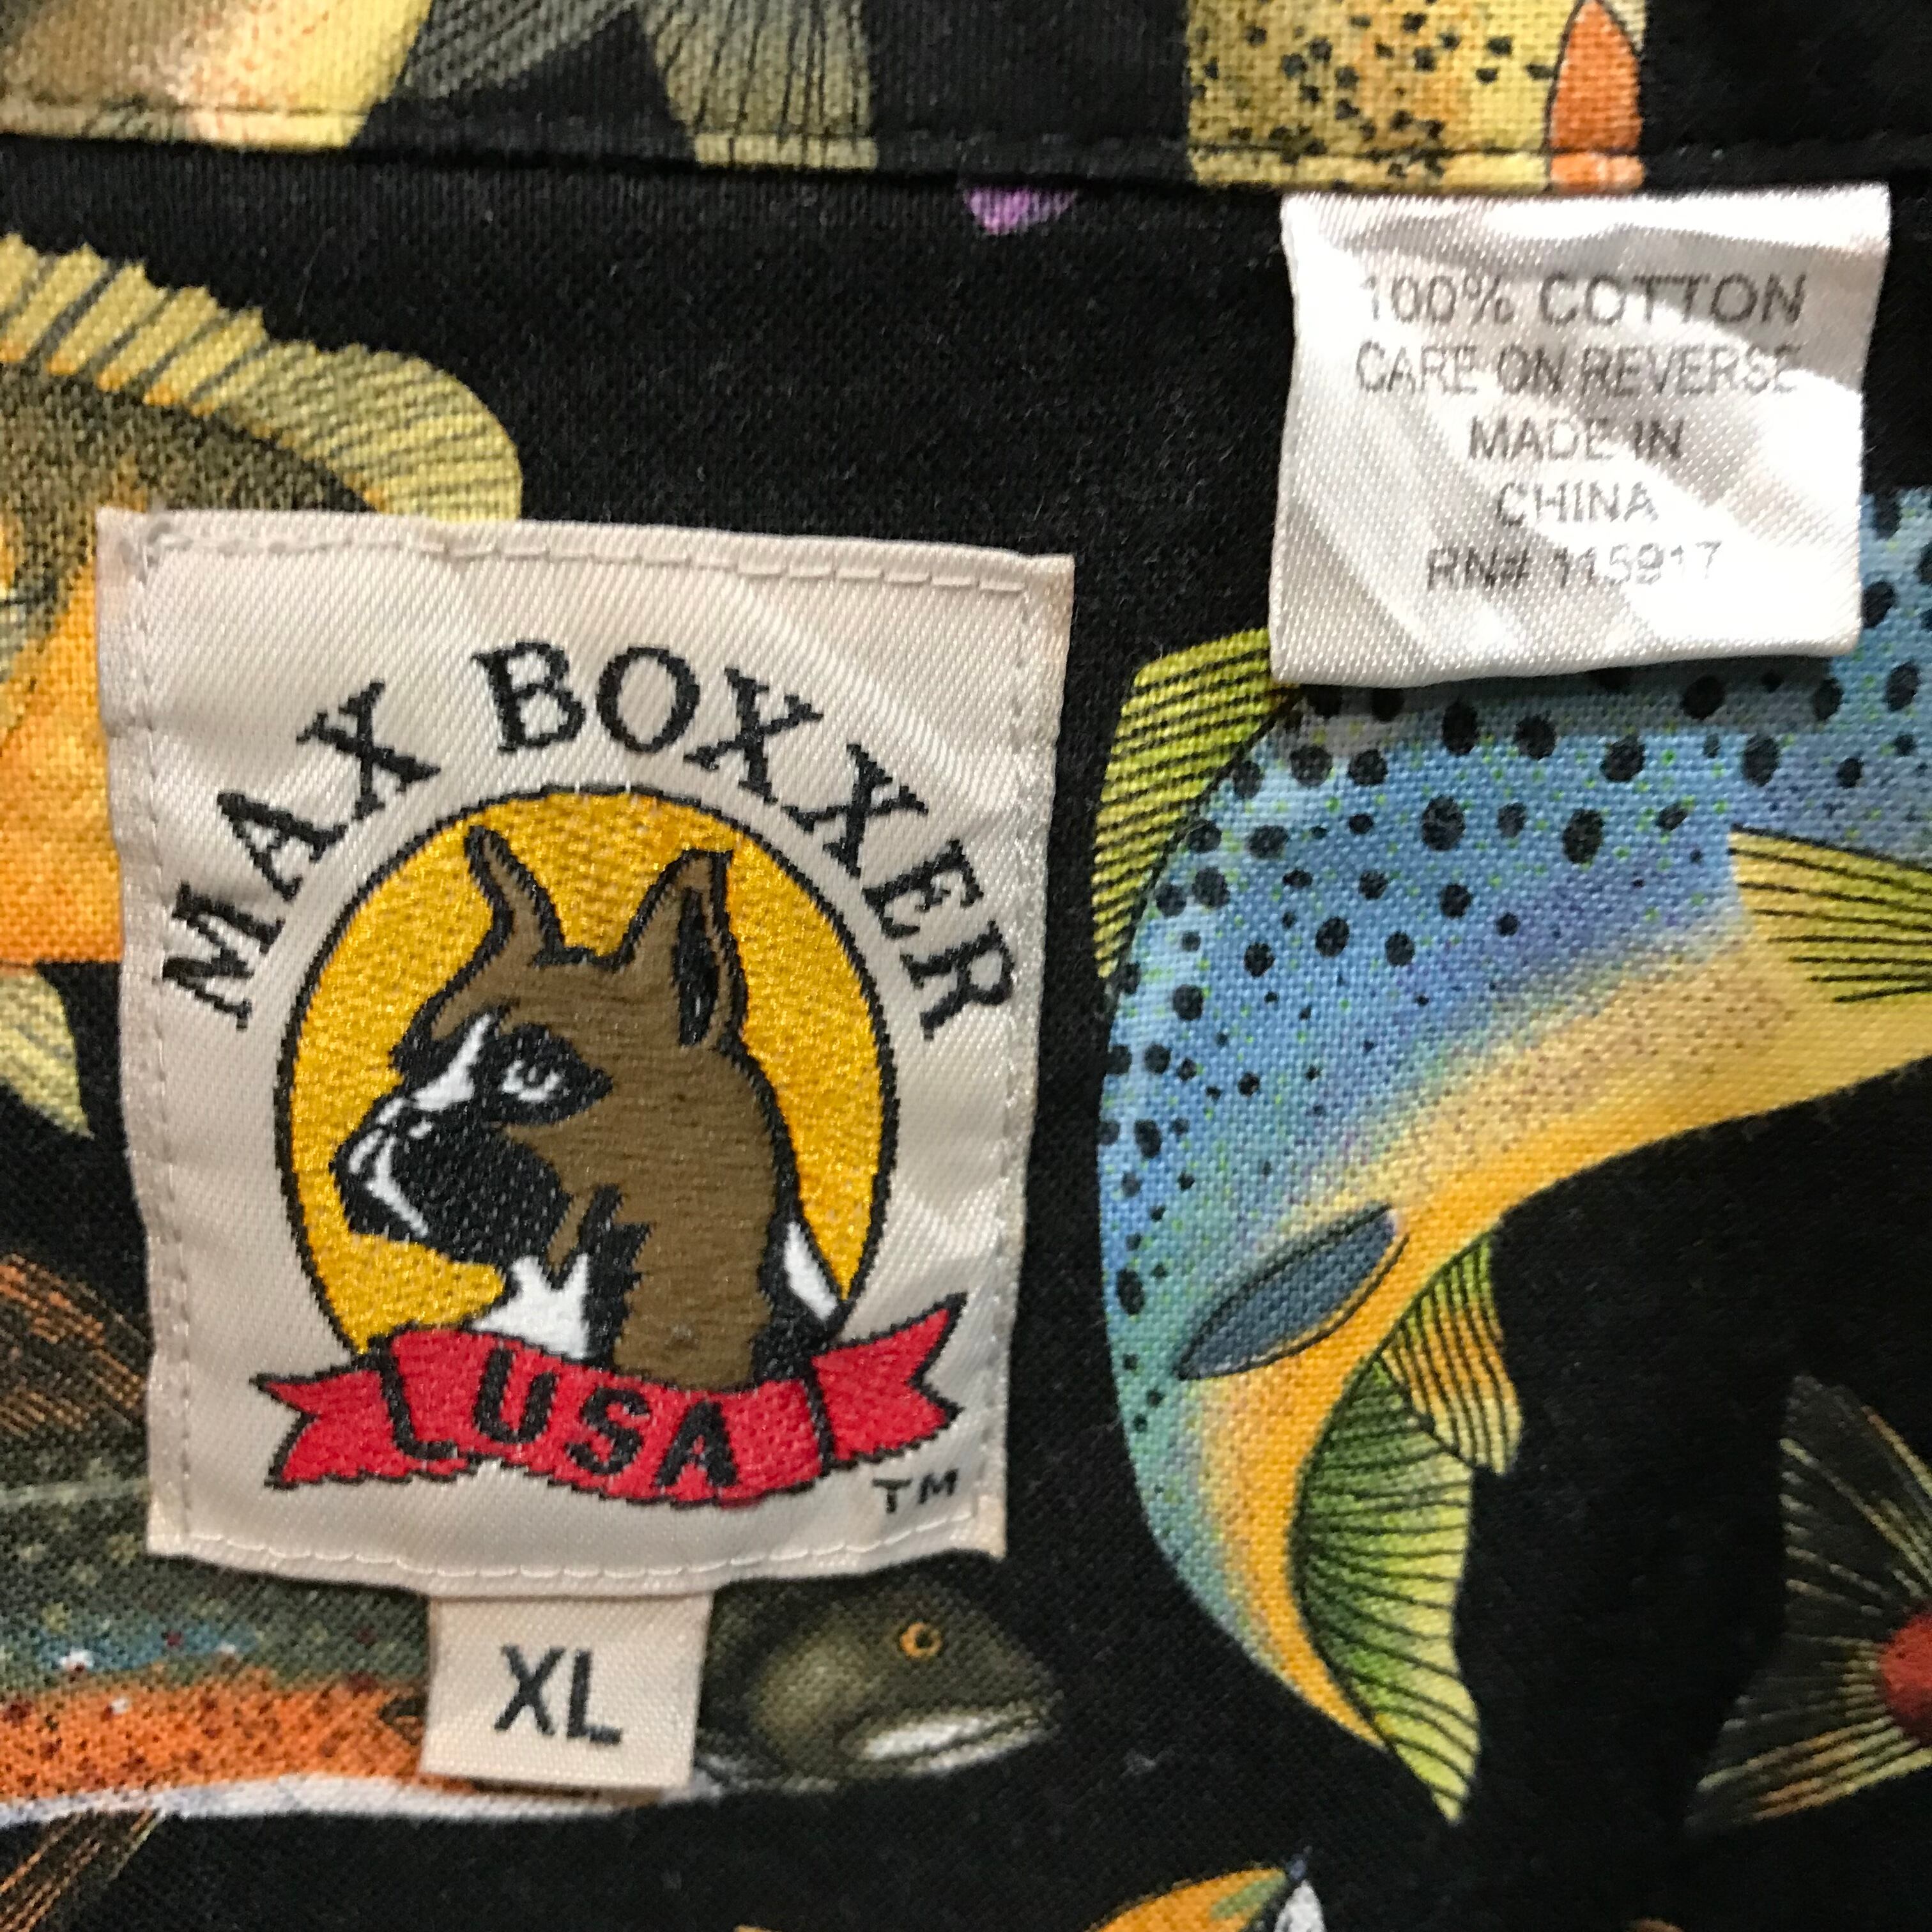 100% COTTON
CARE ON REVERSE
MADE IN
CHINA
RN# 115917
MAX BOXXER
USA
TM
XL